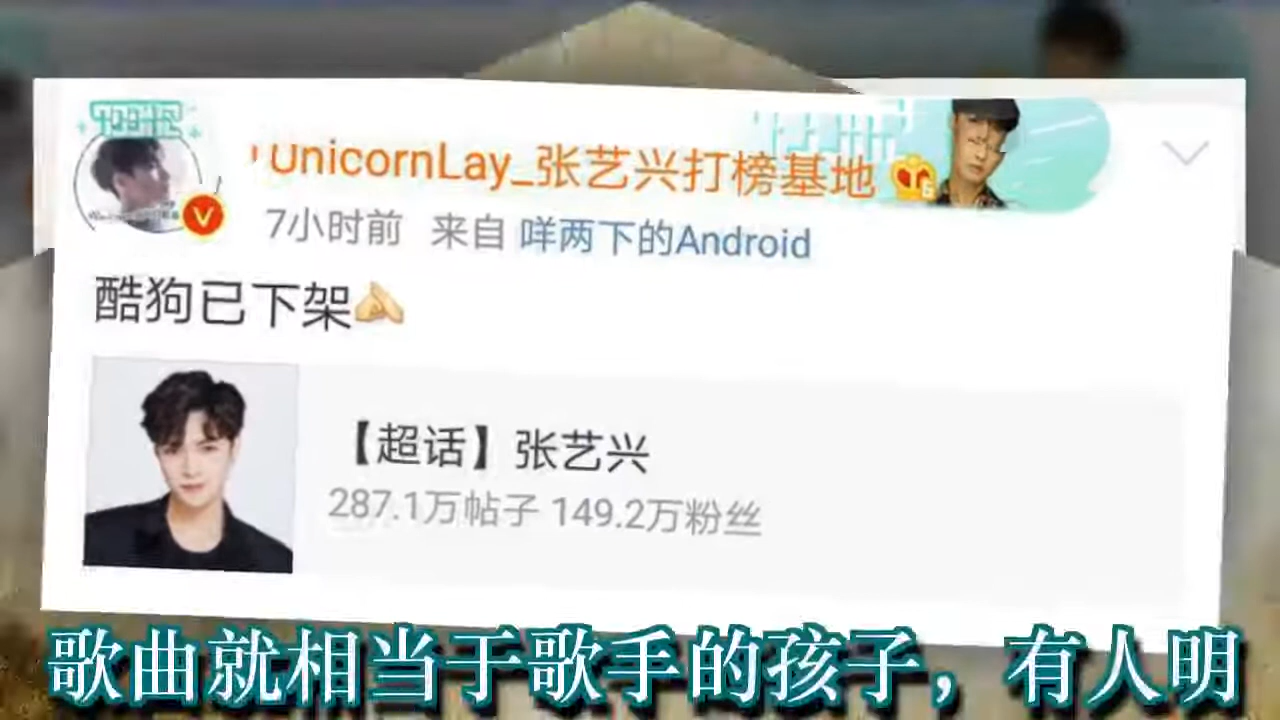 UnicornLay_张艺兴打榜基地
7小时前 来自 咩两下的Android
酷狗已下架
【超话】张艺兴
287.1万帖子 149.2万粉丝
歌曲就相当于歌手的孩子，有人明